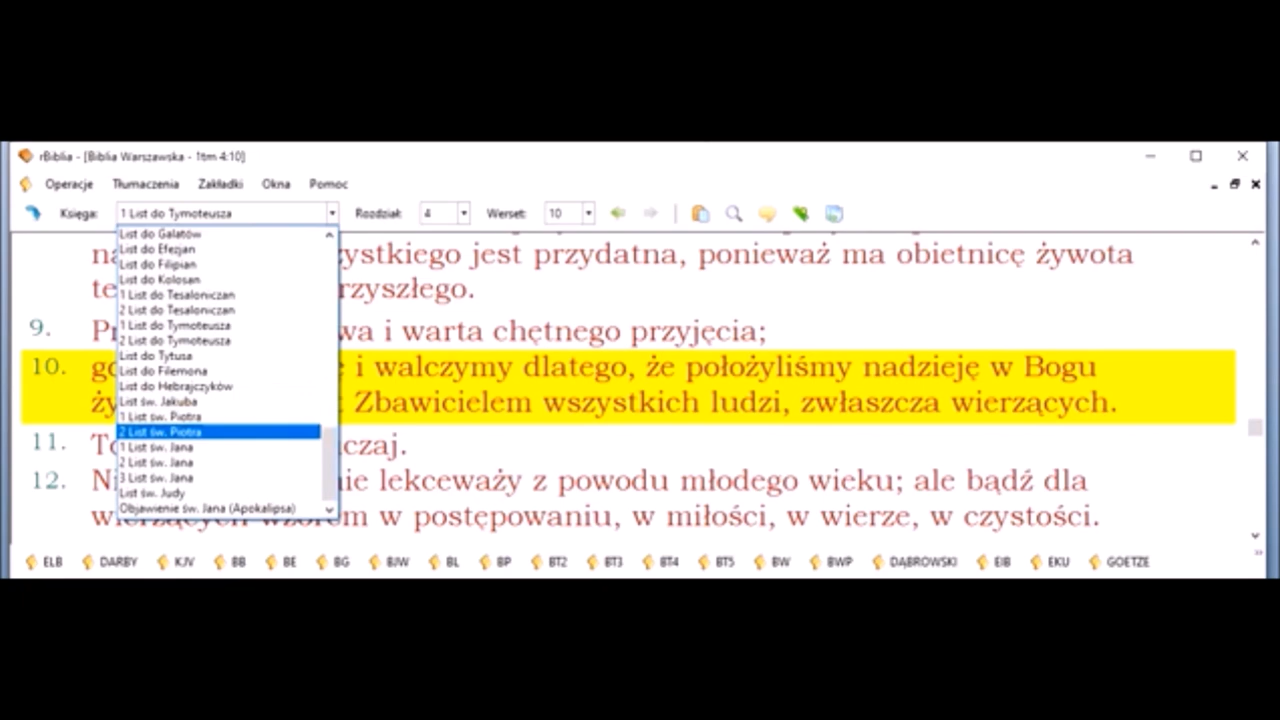 rBiblia - [Biblia Warszawska - 1tm 4:10]
Operacje Tłumaczenia Zakładki Okna Pomoc
Księga: 1 List do Tymoteusza Rozdział: 4 Werset: 10
List do Galatów
List do Efezjan
List do Filipian
List do Kolosan
1 List do Tesaloniczan
2 List do Tesaloniczan
1 List do Tymoteusza
2 List do Tymoteusza
List do Tytusa
List do Filemona
List do Hebrajczyków
List św. Jakuba
1 List św. Piotra
2 List św. Piotra
1 List św. Jana
2 List św. Jana
3 List św. Jana
List św. Judy
Objawienie św. Jana (Apokalipsa)
ystkiego jest przydatna, ponieważ ma obietnicę żywota
te rzyszłego.
9. wa i warta chętnego przyjęcia;
10. i walczymy dlatego, że położyliśmy nadzieję w Bogu
ży Zbawicielem wszystkich ludzi, zwłaszcza wierzących.
11. czaj.
12. nie lekceważy z powodu młodego wieku; ale bądź dla
wierzących wzorem w postępowaniu, w miłości, w wierze, w czystości.
ELB DARBY KJV BB BE BG BJW BL BP BT2 BT3 BT4 BT5 BW BWP DĄBROWSKI EIB EKU GOETZE